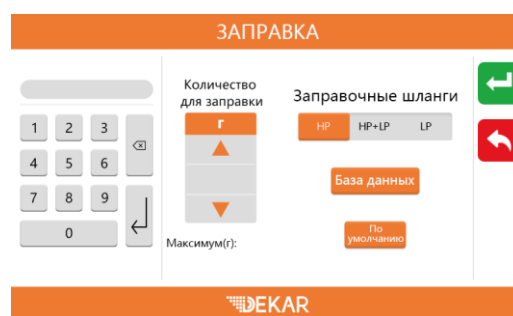 ЗАПРАВКА
1 2 3
4 5 6
7 8 9
0
Количество
для заправки
г
Максимум(г):
Заправочные шланги
HP HP+LP LP
База данных
По
умолчанию
DEKAR